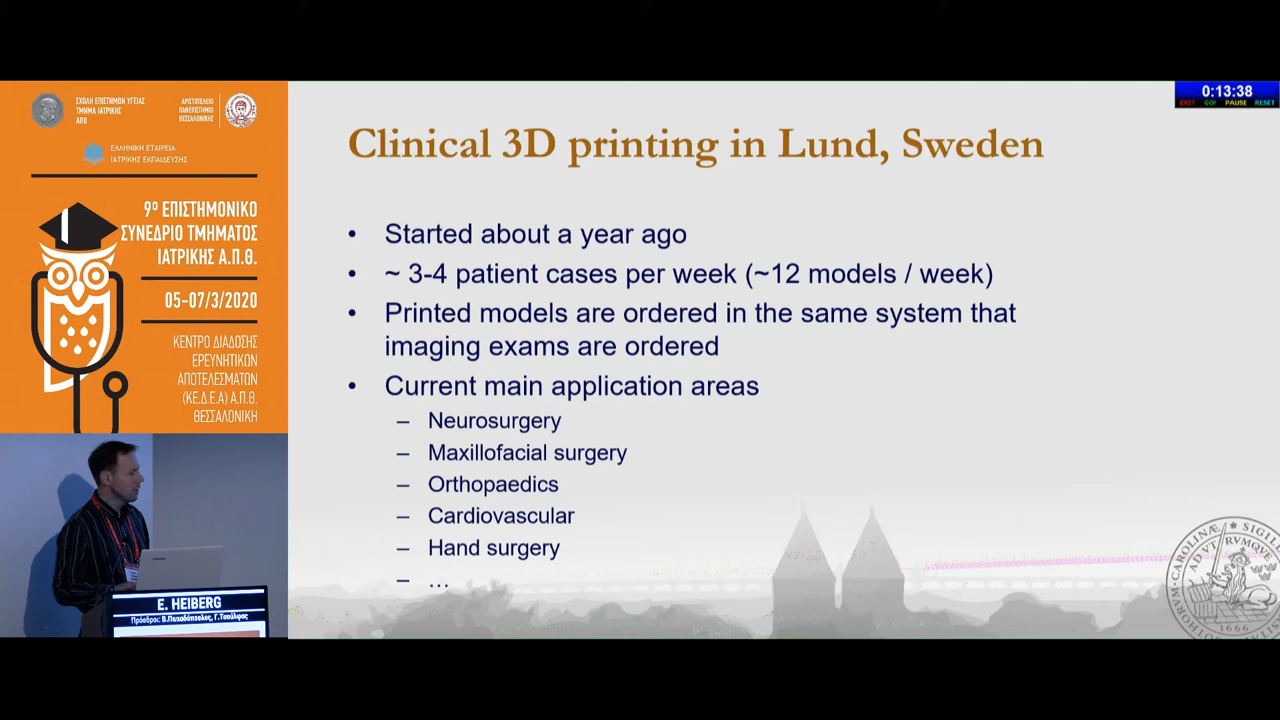 ΣΧΟΛΗ ΕΠΙΣΤΗΜΩΝ ΥΓΕΙΑΣ
ΤΜΗΜΑ ΙΑΤΡΙΚΗΣ
ΑΠΘ
ΑΡΙΣΤΟΤΕΛΕΙΟ
ΠΑΝΕΠΙΣΤΗΜΙΟ
ΘΕΣΣΑΛΟΝΙΚΗΣ
ΕΛΛΗΝΙΚΗ ΕΤΑΙΡΕΙΑ
ΙΑΤΡΙΚΗΣ ΕΚΠΑΙΔΕΥΣΗΣ
9º ΕΠΙΣΤΗΜΟΝΙΚΟ
ΣΥΝΕΔΡΙΟ ΤΜΗΜΑΤΟΣ
ΙΑΤΡΙΚΗΣ Α.Π.Θ.
05-07/3/2020
ΚΕΝΤΡΟ ΔΙΑΔΟΣΗΣ
ΕΡΕΥΝΗΤΙΚΩΝ
ΑΠΟΤΕΛΕΣΜΑΤΩΝ
(ΚΕ.Δ.Ε.Α) Α.Π.Θ.
ΘΕΣΣΑΛΟΝΙΚΗ
E. HEIBERG
Πρόεδροι: Β.Παπαδόπουλος, Γ.Τσούλφας
0:13:38
EXIT GO! PAUSE RESET
Clinical 3D printing in Lund, Sweden
• Started about a year ago
• ~ 3-4 patient cases per week (~12 models / week)
• Printed models are ordered in the same system that
imaging exams are ordered
• Current main application areas
– Neurosurgery
– Maxillofacial surgery
– Orthopaedics
– Cardiovascular
– Hand surgery
– …
1666